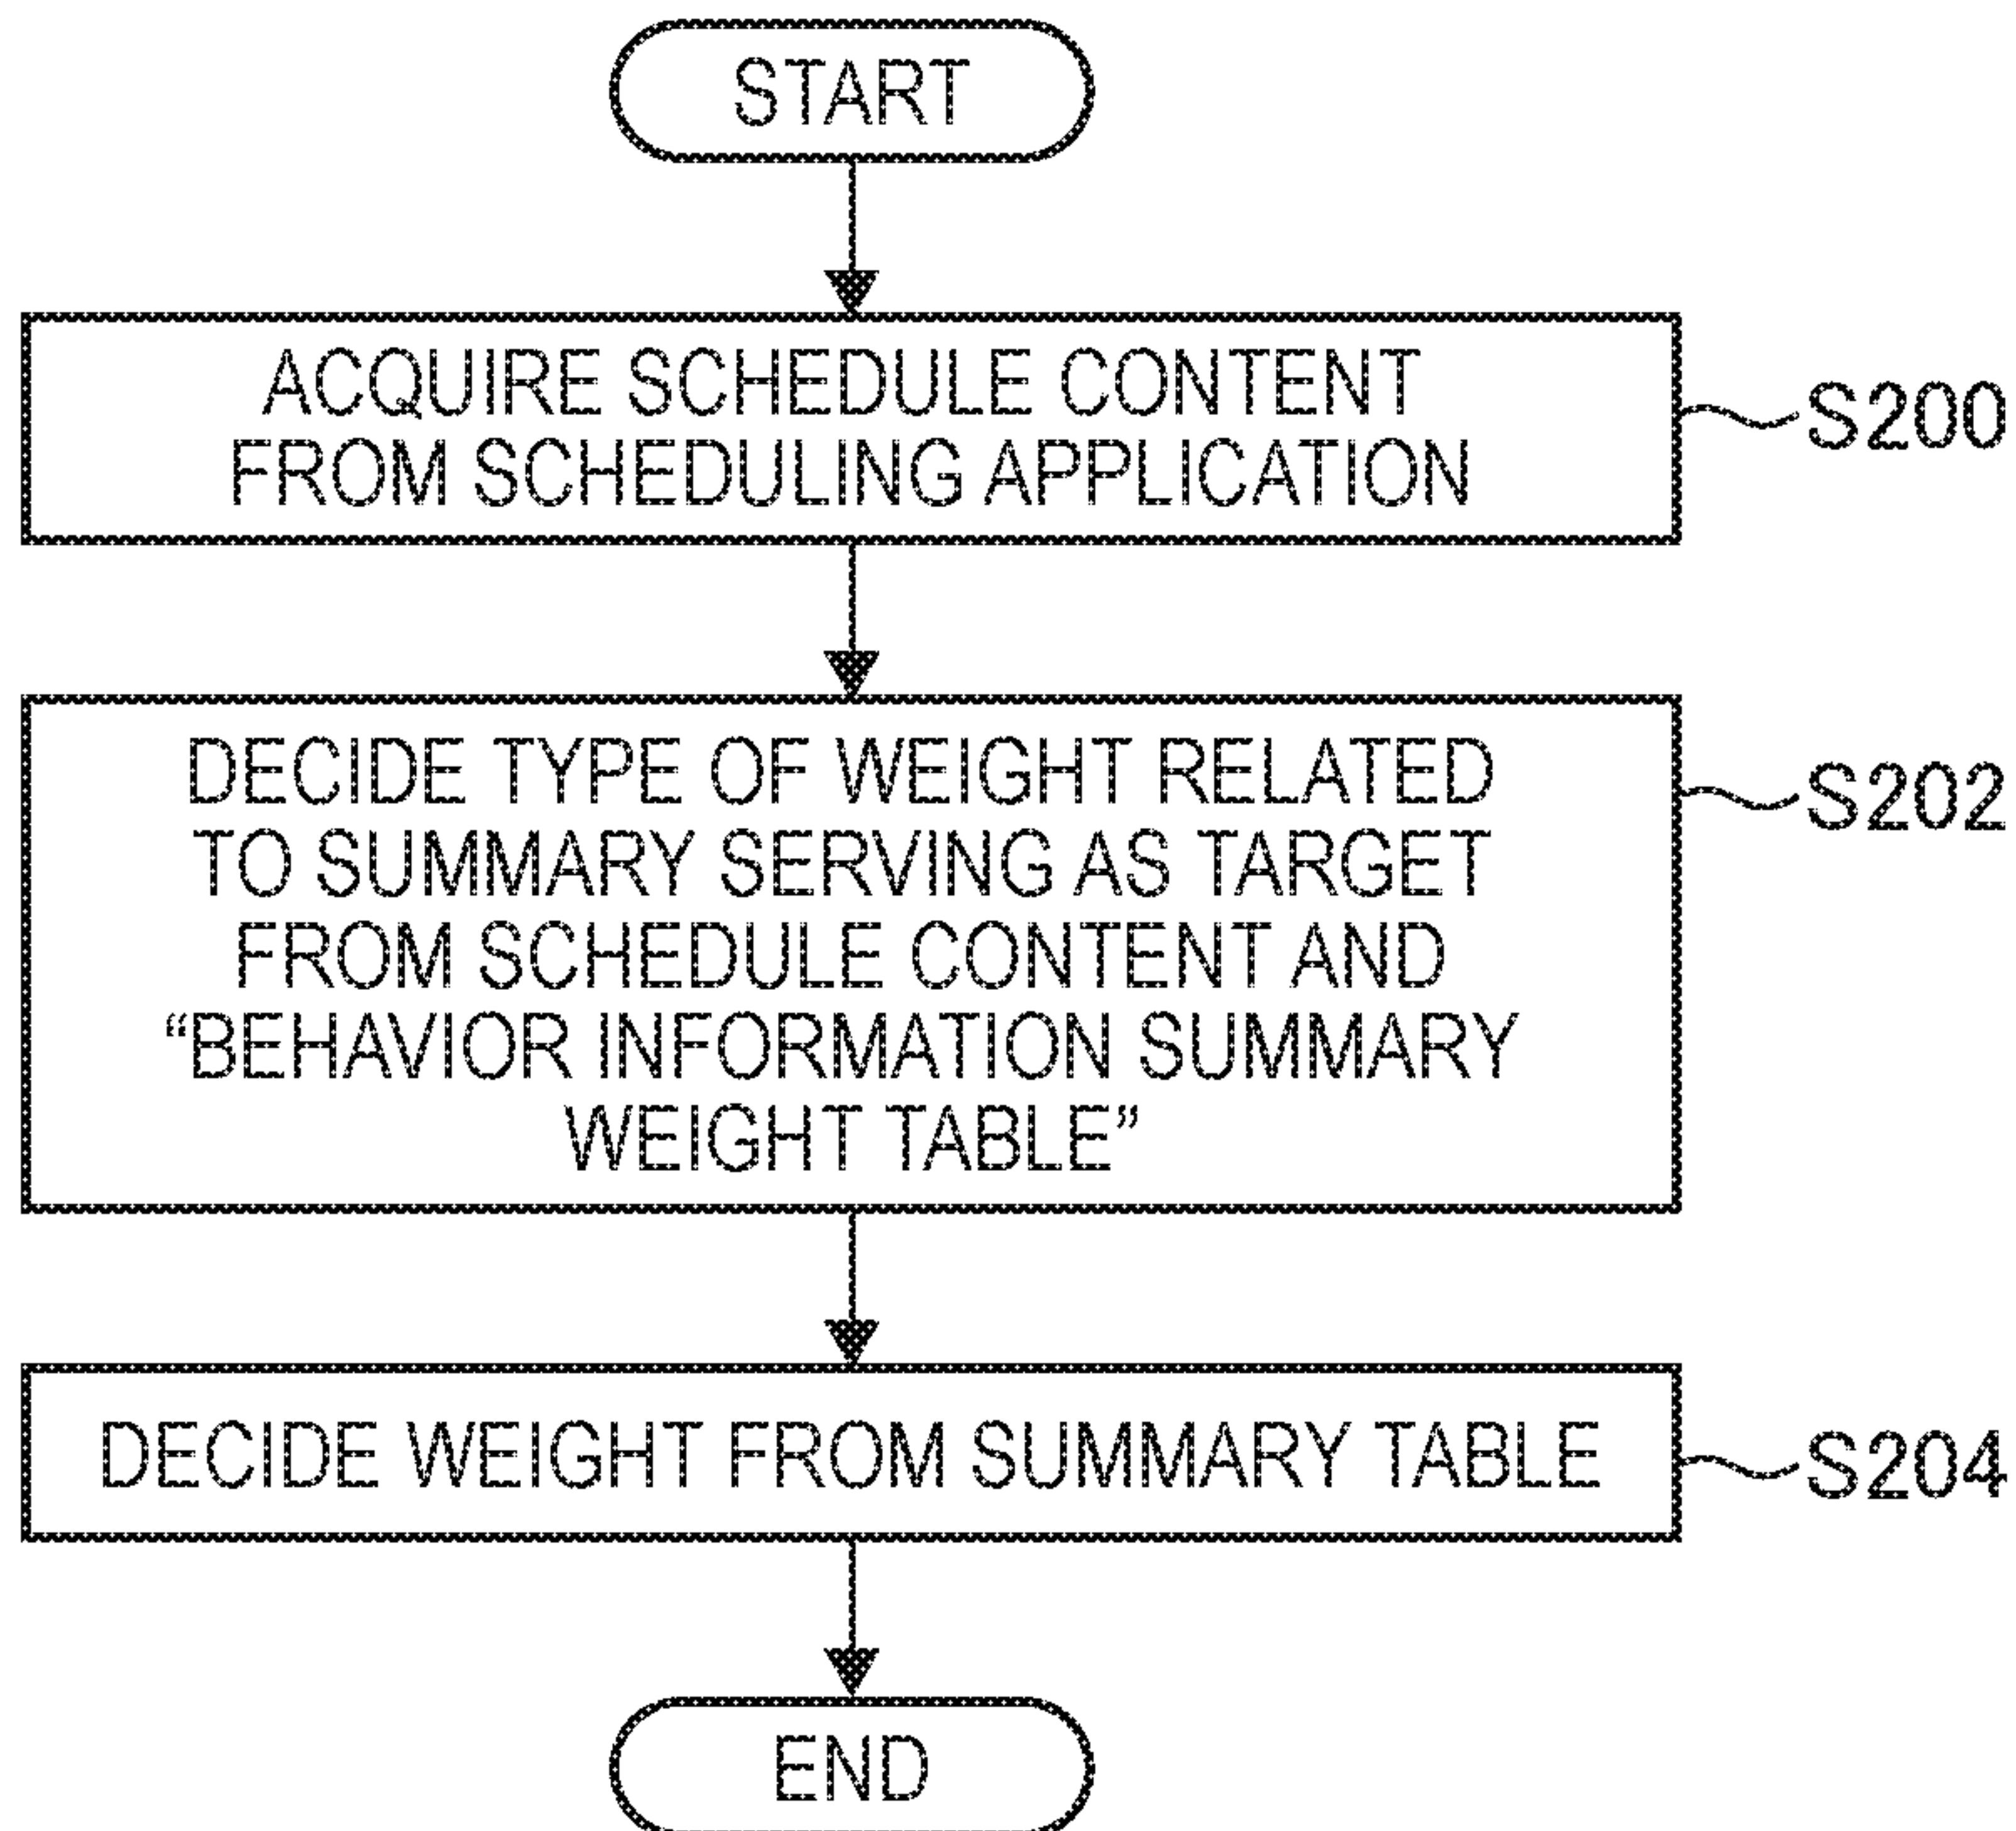 START
ACQUIRE SCHEDULE CONTENT
FROM SCHEDULING APPLICATION
S200
DECIDE TYPE OF WEIGHT RELATED
TO SUMMARY SERVING AS TARGET
FROM SCHEDULE CONTENT AND
“BEHAVIOR INFORMATION SUMMARY
WEIGHT TABLE”
S202
DECIDE WEIGHT FROM SUMMARY TABLE
S204
END